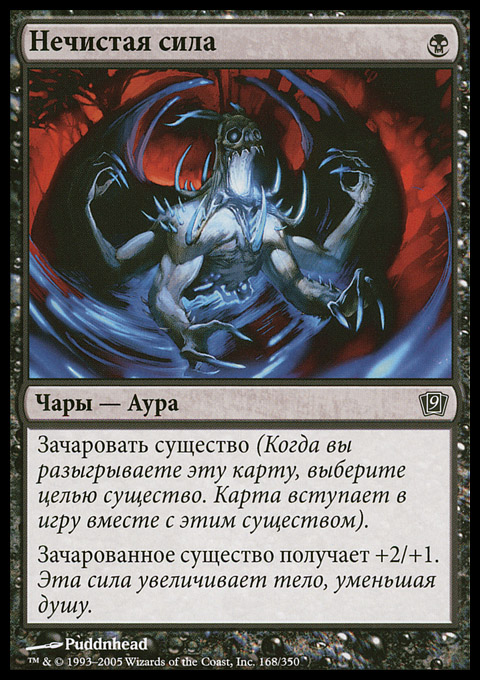 Нечистая сила
Чары — Аура
9
Зачаровать существо (Когда вы
разыгрываете эту карту, выберите
целью существо. Карта вступает в
игру вместе с этим существом).
Зачарованное существо получает +2/+1.
Эта сила увеличивает тело, уменьшая
душу.
Puddnhead
™ & © 1993–2005 Wizards of the Coast, Inc. 168/350